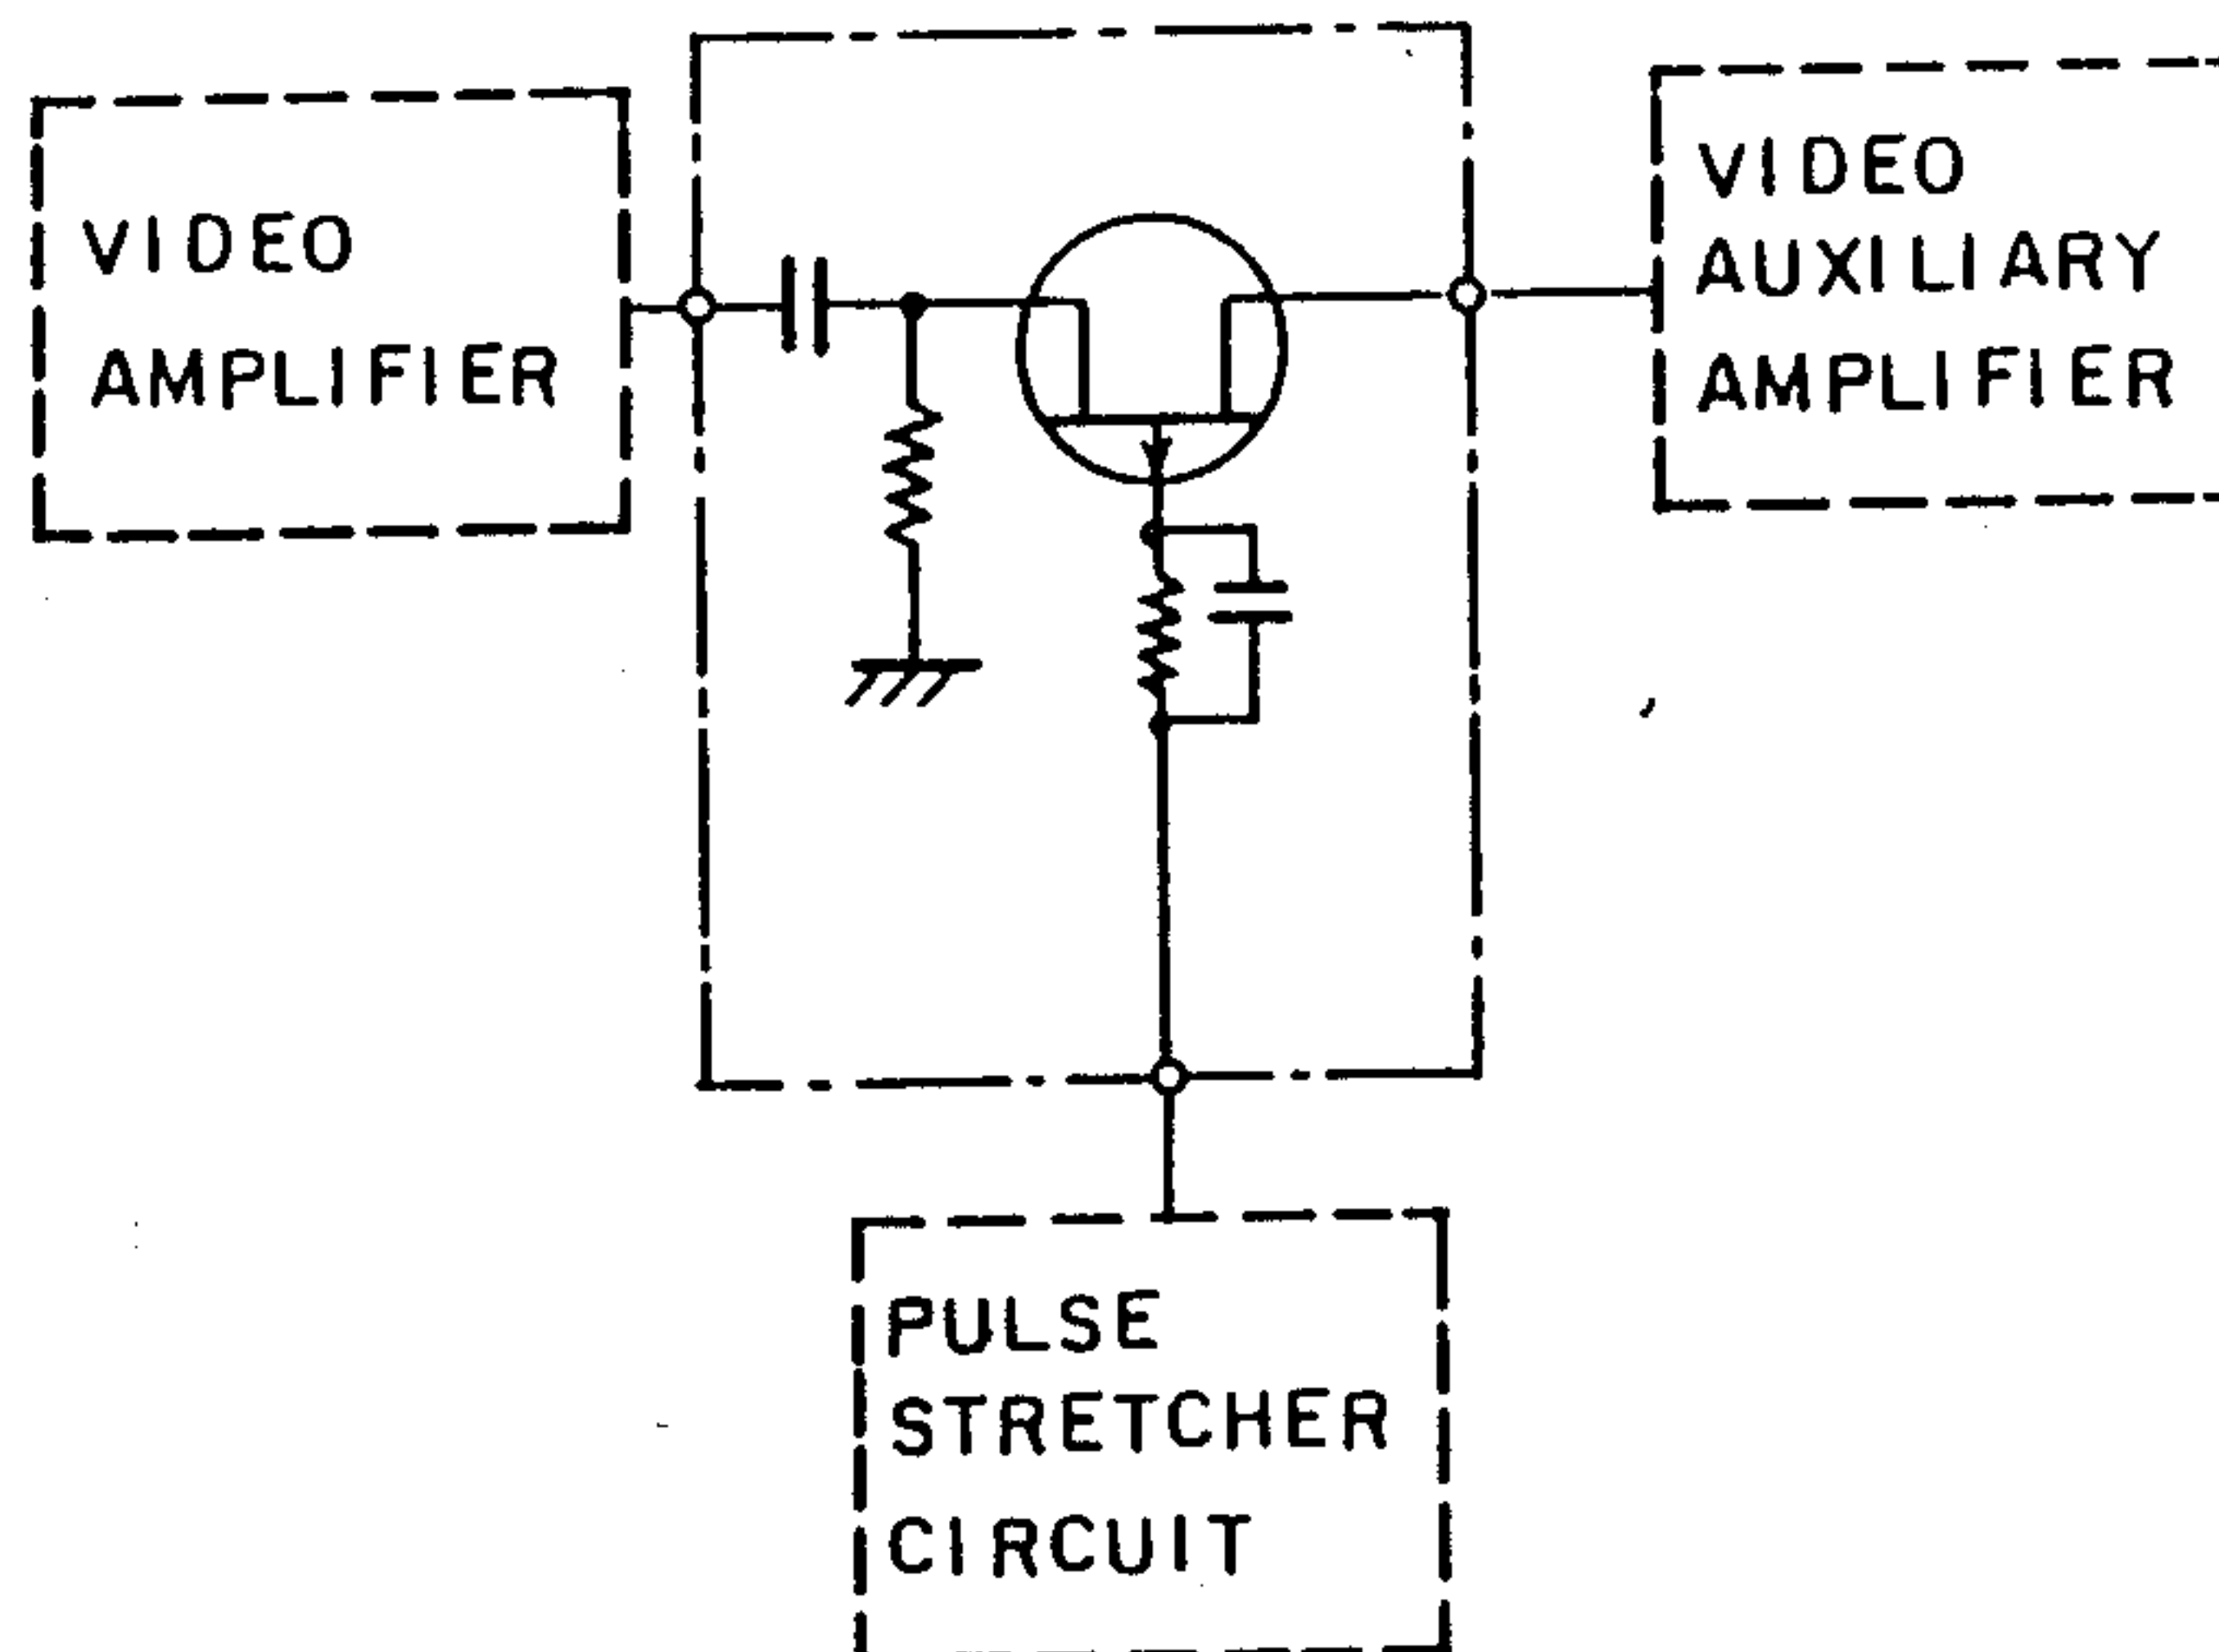 VIDEO
AMPLIFIER
VIDEO
AUXILIARY
AMPLIFIER
PULSE
STRETCHER
CIRCUIT